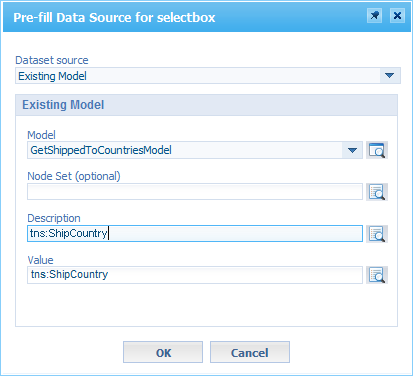 Pre-fill Data Source for selectbox
Dataset source
Existing Model
Existing Model
Model
GetShippedToCountriesModel
Node Set (optional)
Description
tns:ShipCountry
Value
tns:ShipCountry
OK Cancel